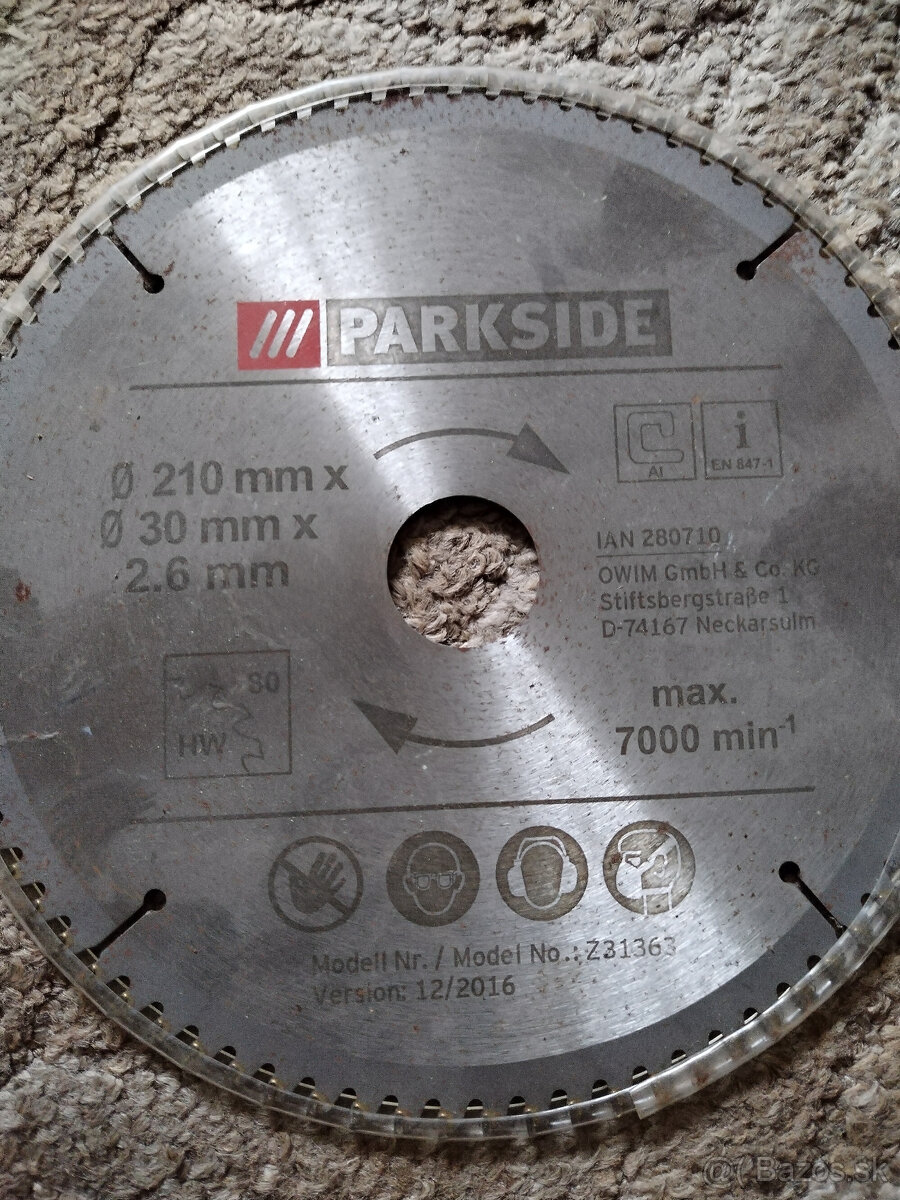 PARKSIDE
Ø 210 mm x
Ø 30 mm x
2.6 mm
Al
i
EN 847-1
IAN 280710
OWIM GmbH & Co. KG
Stiftsbergstraße 1
D-74167 Neckarsulm
80
HW
max.
7000 min-1
Modell Nr. / Model No.: Z31363
Version: 12/2016
Bazos.sk